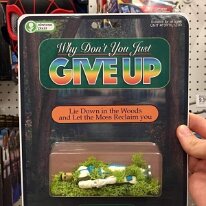 Why Don't You Just
GIVE UP
Lie Down in the Woods
and Let the Moss Reclaim you